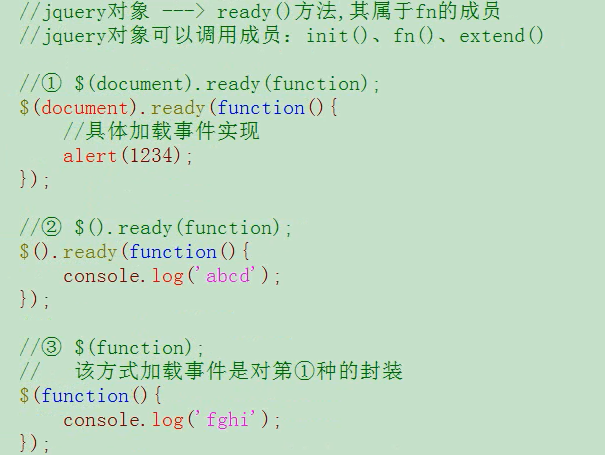 //jquery对象 ---> ready()方法,其属于fn的成员
//jquery对象可以调用成员: init()、fn()、extend()
//① $(document).ready(function);
$(document).ready(function(){
//具体加载事件实现
alert(1234);
});
//② $().ready(function);
$().ready(function(){
console.log('abcd');
});
//③ $(function);
// 该方式加载事件是对第①种的封装
$(function(){
console.log('fghi');
});